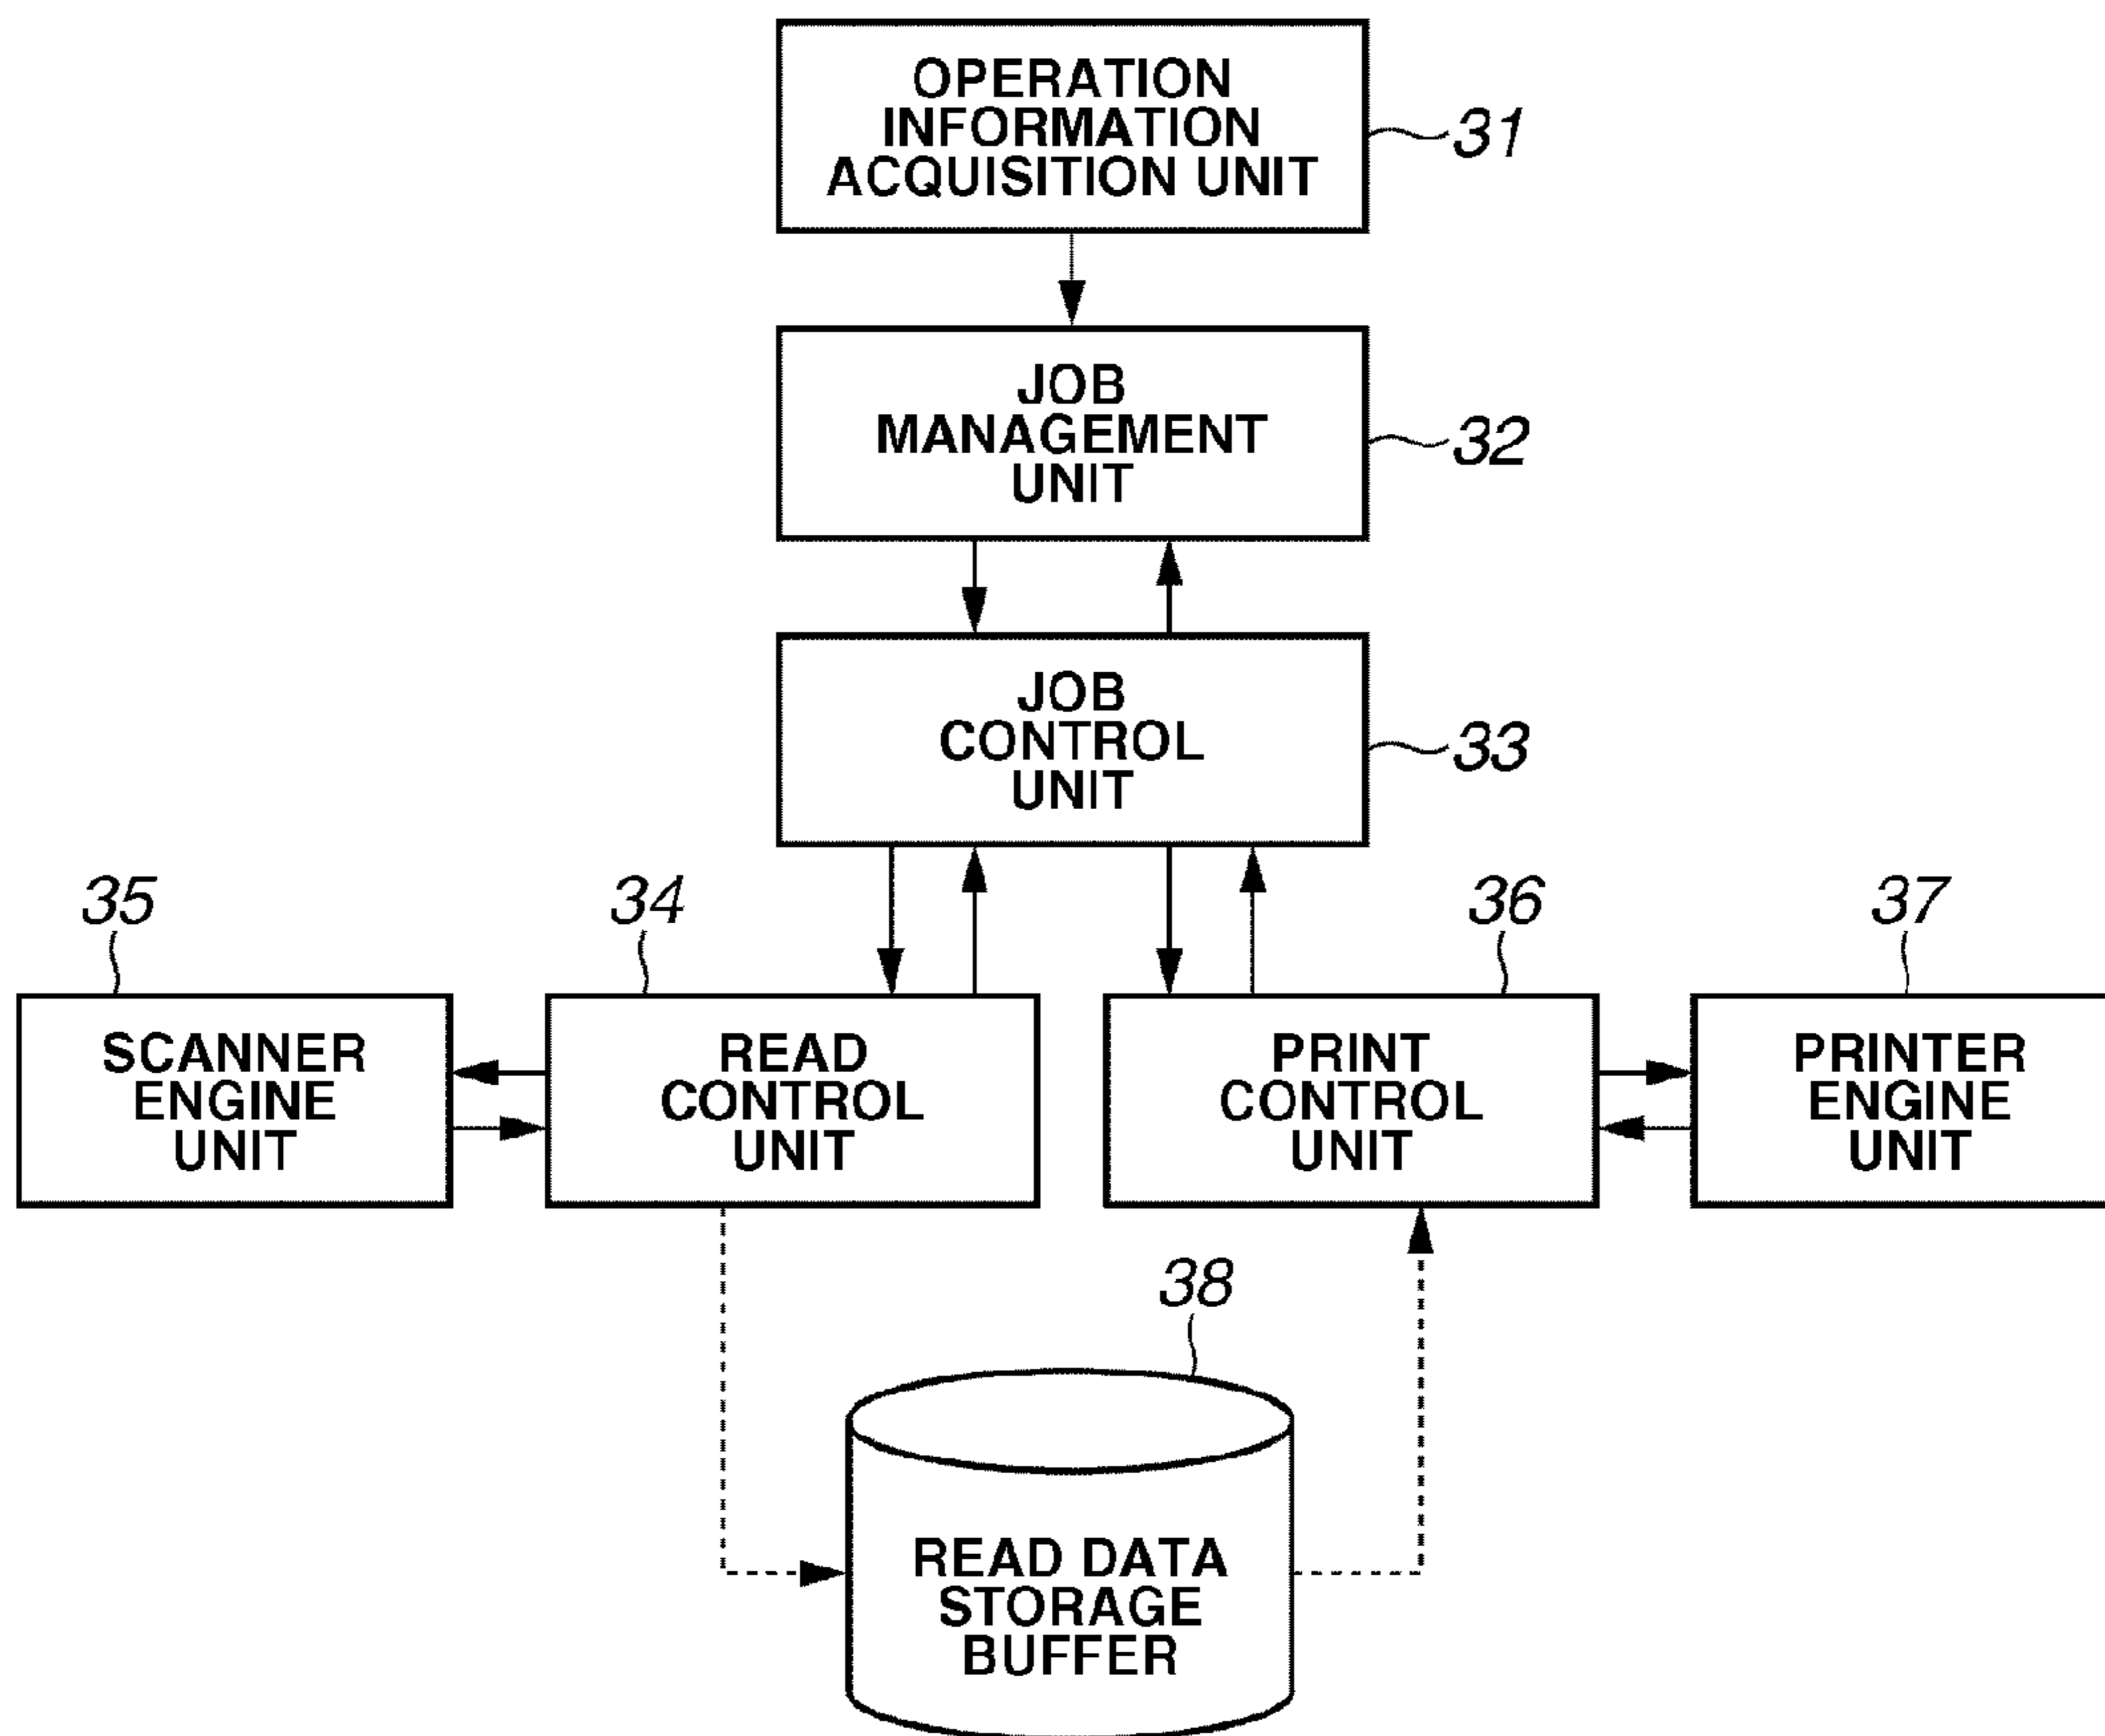 OPERATION
INFORMATION
ACQUISITION UNIT
31
JOB
MANAGEMENT
UNIT
32
JOB
CONTROL
UNIT
33
35
34
36
37
SCANNER
ENGINE
UNIT
READ
CONTROL
UNIT
PRINT
CONTROL
UNIT
PRINTER
ENGINE
UNIT
38
READ DATA
STORAGE
BUFFER